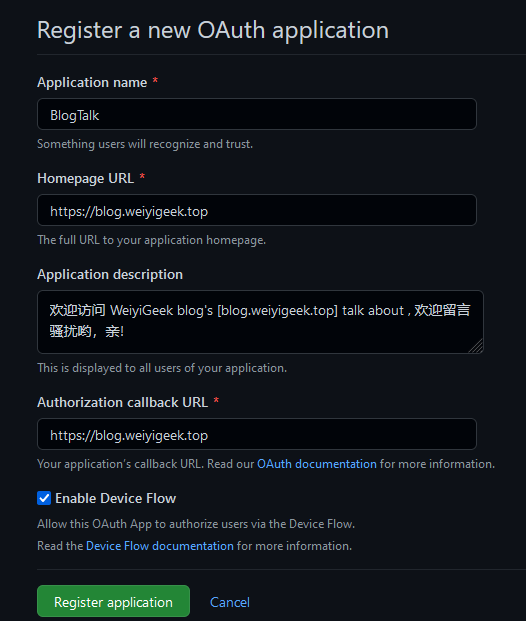 Register a new OAuth application
Application name *
BlogTalk
Something users will recognize and trust.
Homepage URL *
https://blog.weiyigeek.top
The full URL to your application homepage.
Application description
欢迎访问 WeiyiGeek blog's [blog.weiyigeek.top] talk about , 欢迎留言
骚扰哟，亲!
This is displayed to all users of your application.
Authorization callback URL *
https://blog.weiyigeek.top
Your application's callback URL. Read our OAuth documentation for more information.
Enable Device Flow
Allow this OAuth App to authorize users via the Device Flow.
Read the Device Flow documentation for more information.
Register application Cancel